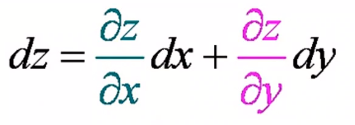 dz = ∂z/∂x dx + ∂z/∂y dy